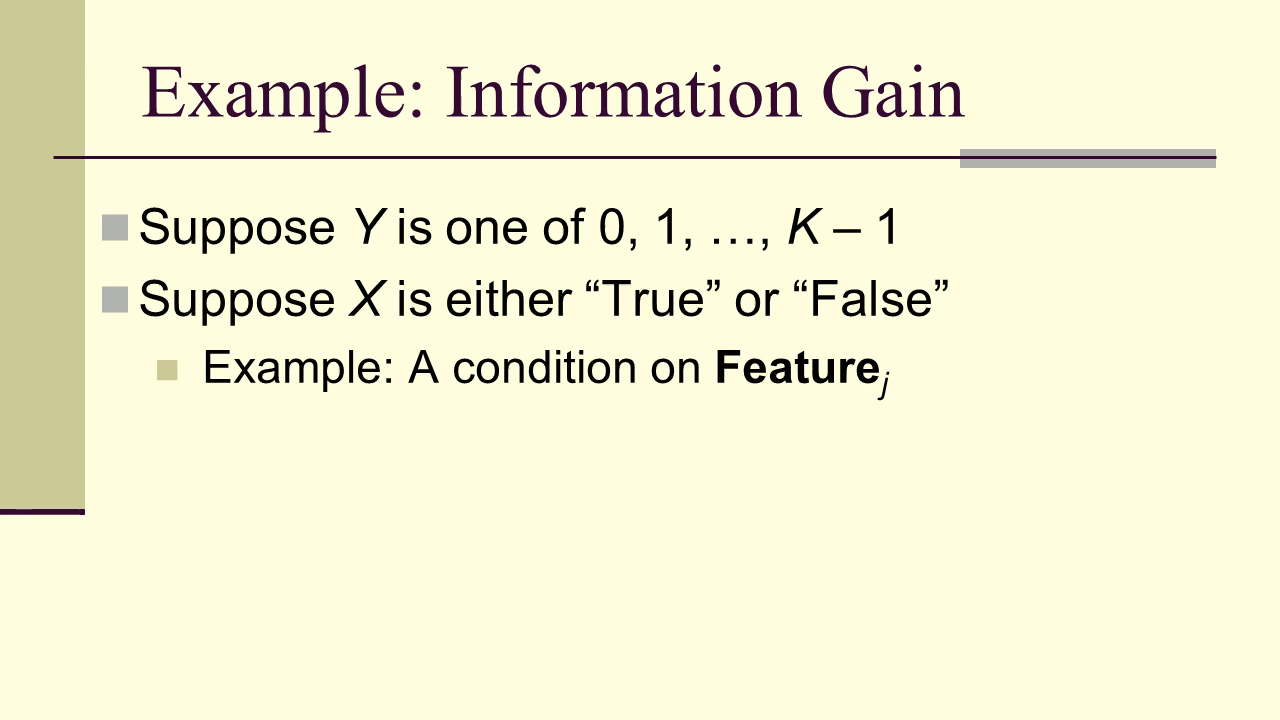 Example: Information Gain
Suppose Y is one of 0, 1, …, K – 1
Suppose X is either “True” or “False”
Example: A condition on Featurej